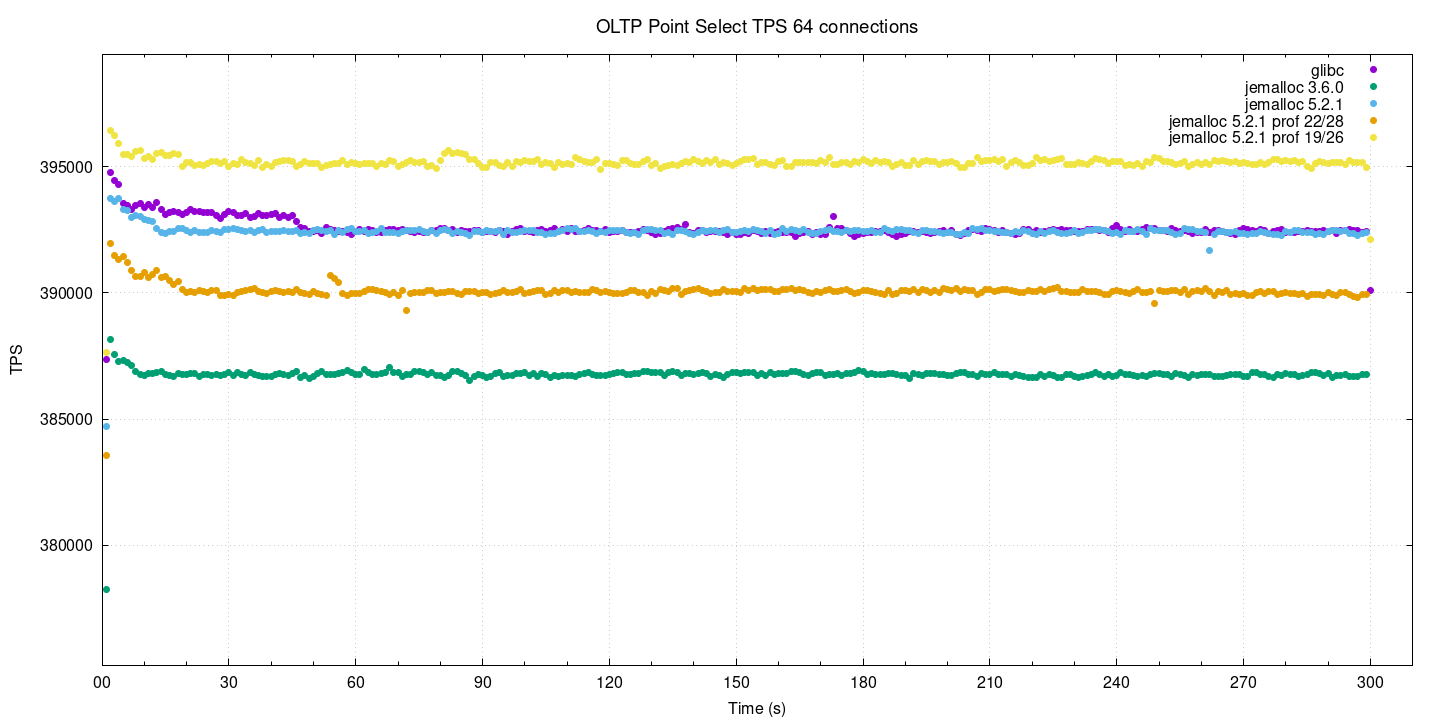 OLTP Point Select TPS 64 connections
glibc
jemalloc 3.6.0
jemalloc 5.2.1
jemalloc 5.2.1 prof 22/28
jemalloc 5.2.1 prof 19/26
395000
390000
385000
380000
TPS
00 30 60 90 120 150 180 210 240 270 300
Time (s)